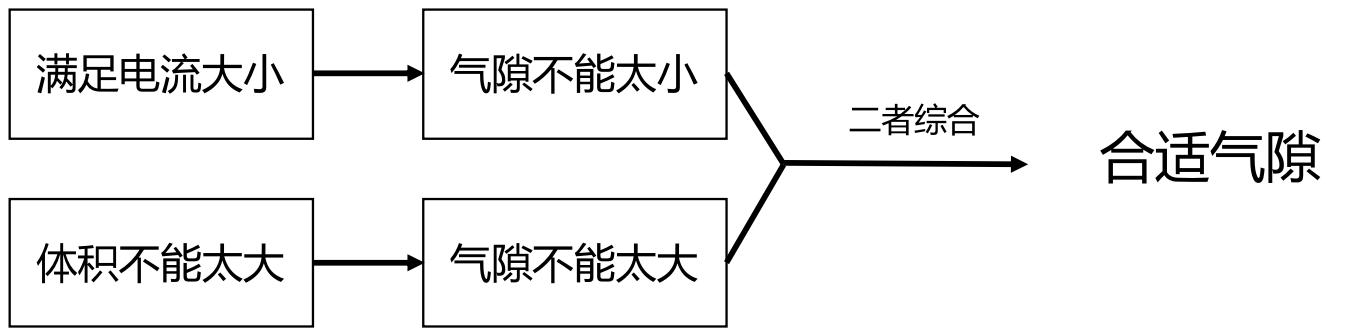 满足电流大小
气隙不能太小
二者综合
合适气隙
体积不能太大
气隙不能太大